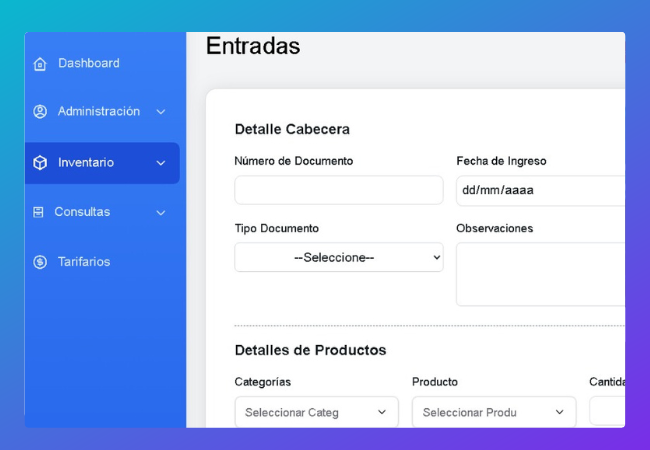 Entradas
Dashboard
Administración
Inventario
Consultas
Tarifarios
Detalle Cabecera
Número de Documento
Fecha de Ingreso
dd/mm/aaaa
Tipo Documento
Observaciones
--Seleccione--
Detalles de Productos
Categorías
Producto
Cantida
Seleccionar Categ
Seleccionar Produ